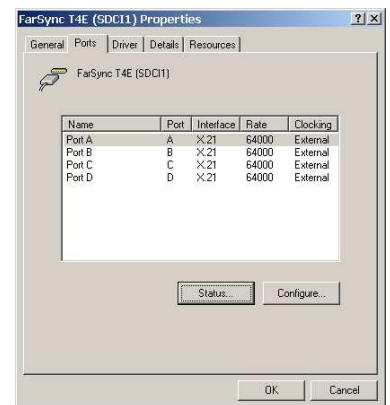 FarSync T4E (SDCI1) Properties ? X
General Ports Driver Details Resources
FarSync T4E (SDCI1)
Name Port Interface Rate Clocking
Port A A X.21 64000 External
Port B B X.21 64000 External
Port C C X.21 64000 External
Port D D X.21 64000 External
Status... Configure...
OK Cancel